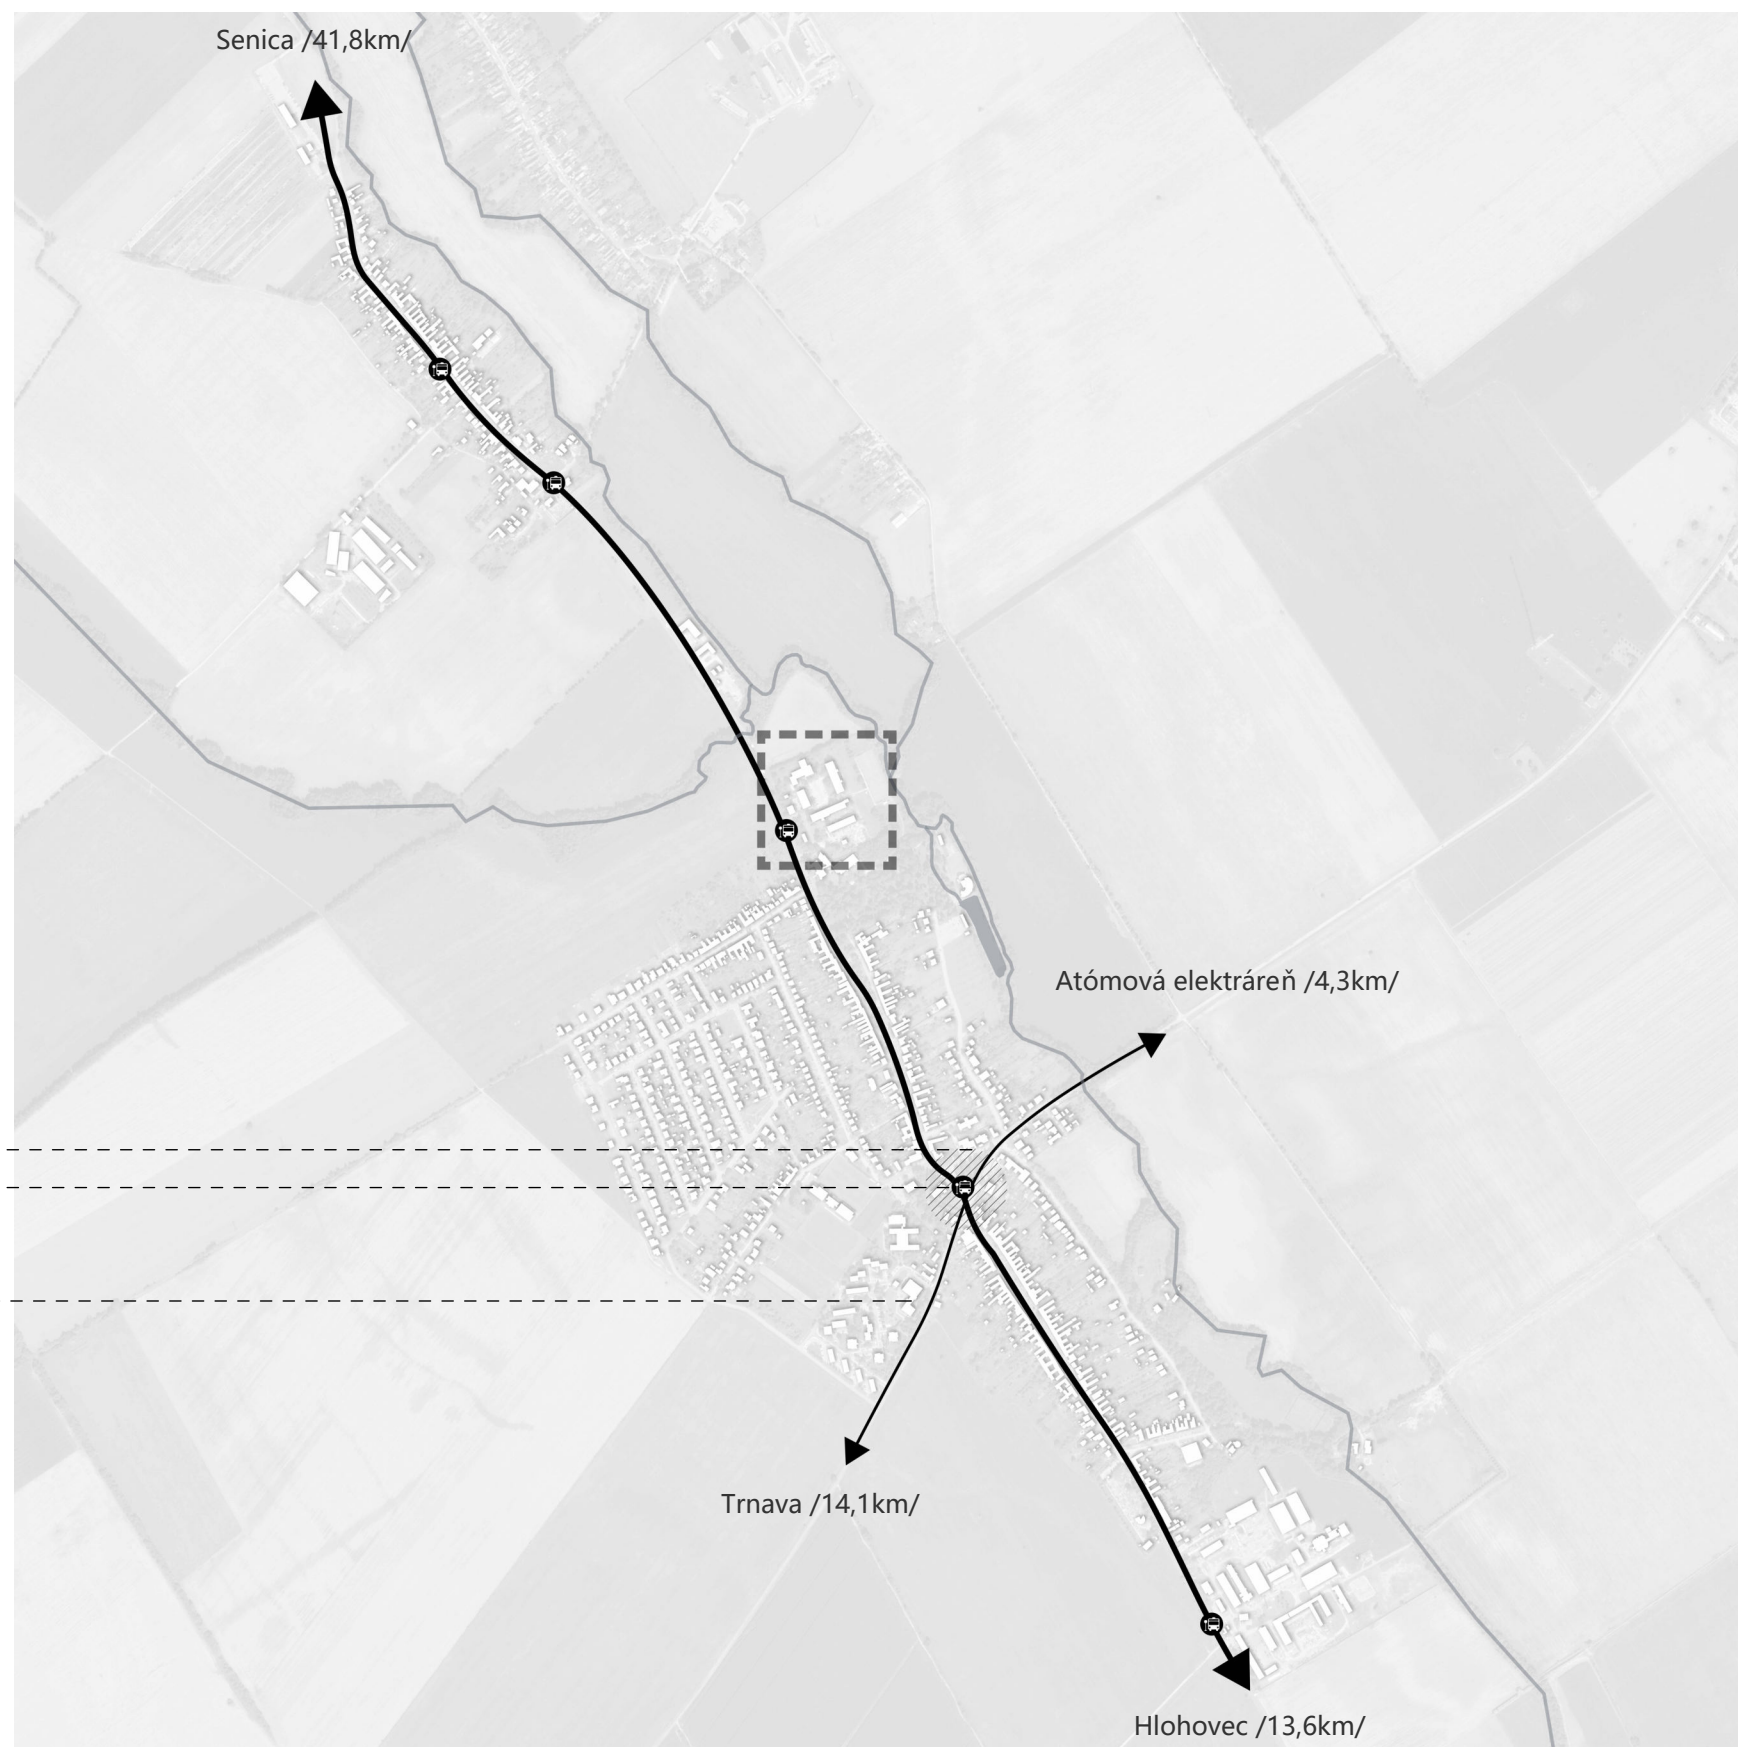 Senica /41,8km/
Atómová elektráreň /4,3km/
Trnava /14,1km/
Hlohovec /13,6km/